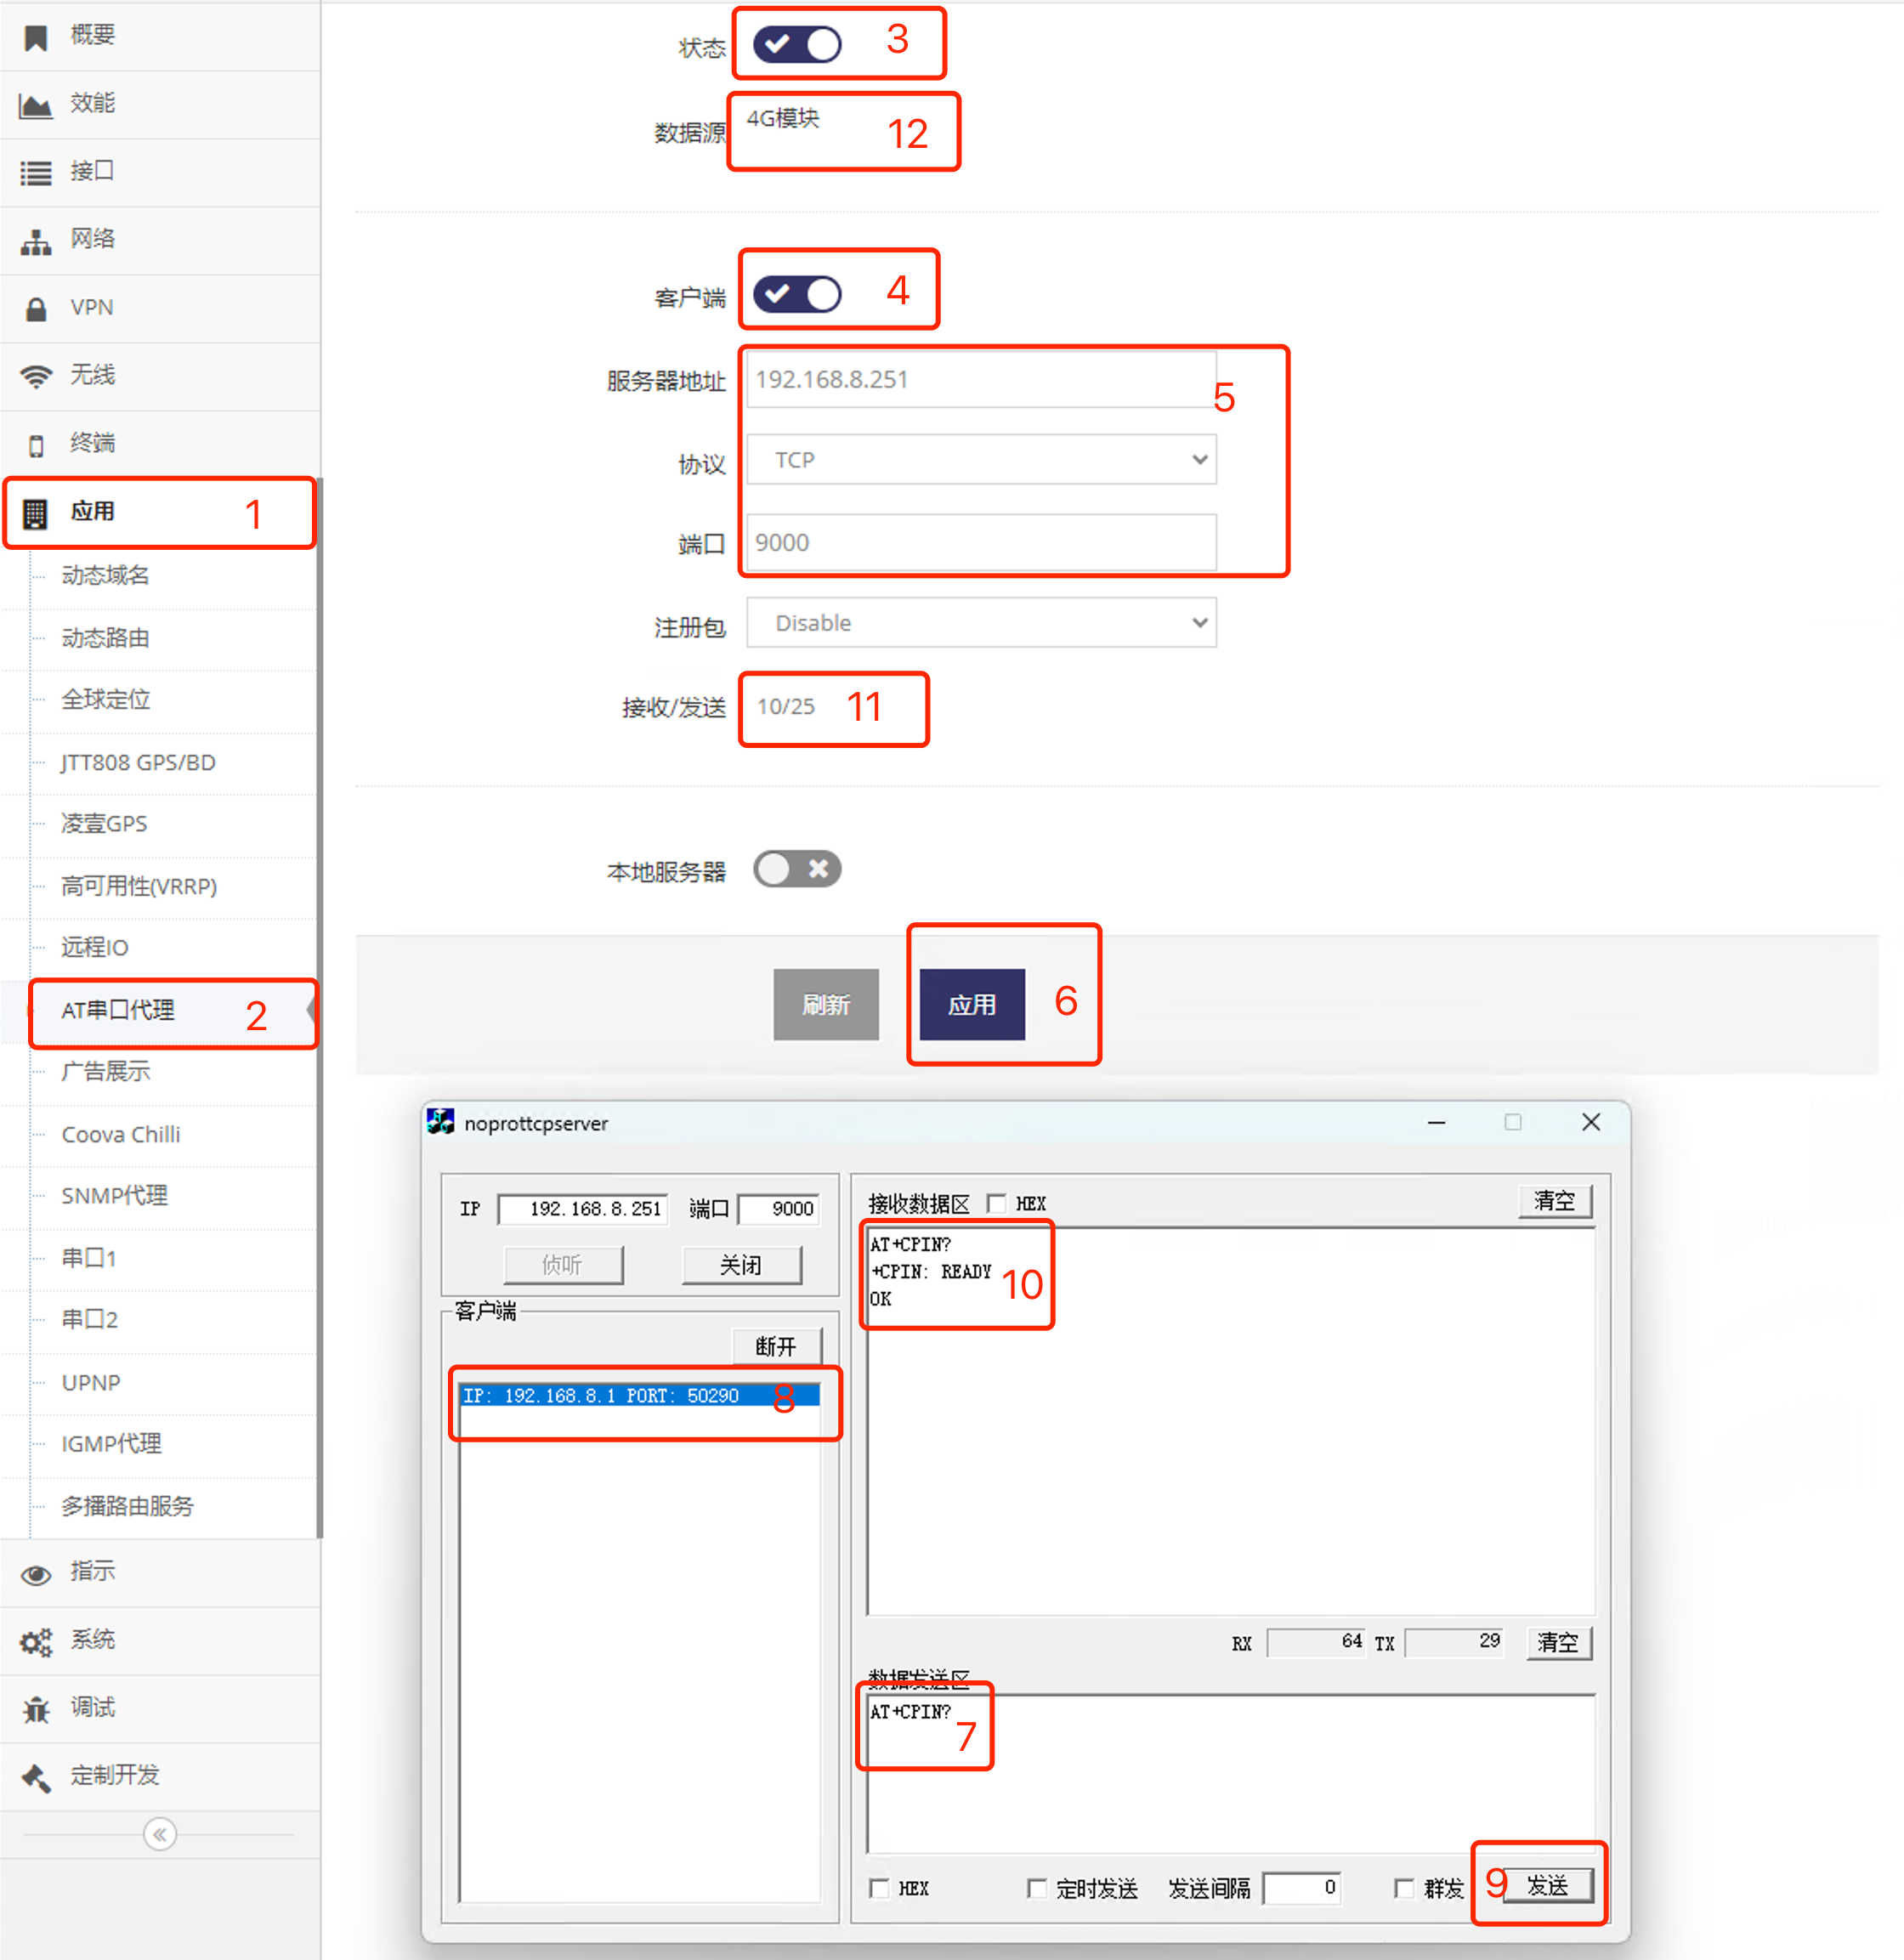 概要
效能
接口
网络
VPN
无线
终端
应用 1
动态域名
动态路由
全球定位
JTT808 GPS/BD
凌壹GPS
高可用性(VRRP)
远程IO
AT串口代理 2
广告展示
Coova Chilli
SNMP代理
串口1
串口2
UPNP
IGMP代理
多播路由服务
指示
系统
调试
定制开发
状态 3
数据源 4G模块 12
客户端 4
服务器地址 192.168.8.251 5
协议 TCP
端口 9000
注册包 Disable
接收/发送 10/25 11
本地服务器
刷新 应用 6
noprottcpserver
IP 192.168.8.251 端口 9000
侦听 关闭
客户端
断开
IP: 192.168.8.1 PORT: 50290 8
接收数据区 HEX 清空
AT+CPIN?
+CPIN: READY 10
OK
RX 64 TX 29 清空
数据发送区
AT+CPIN? 7
HEX 定时发送 发送间隔 0 群发 9 发送